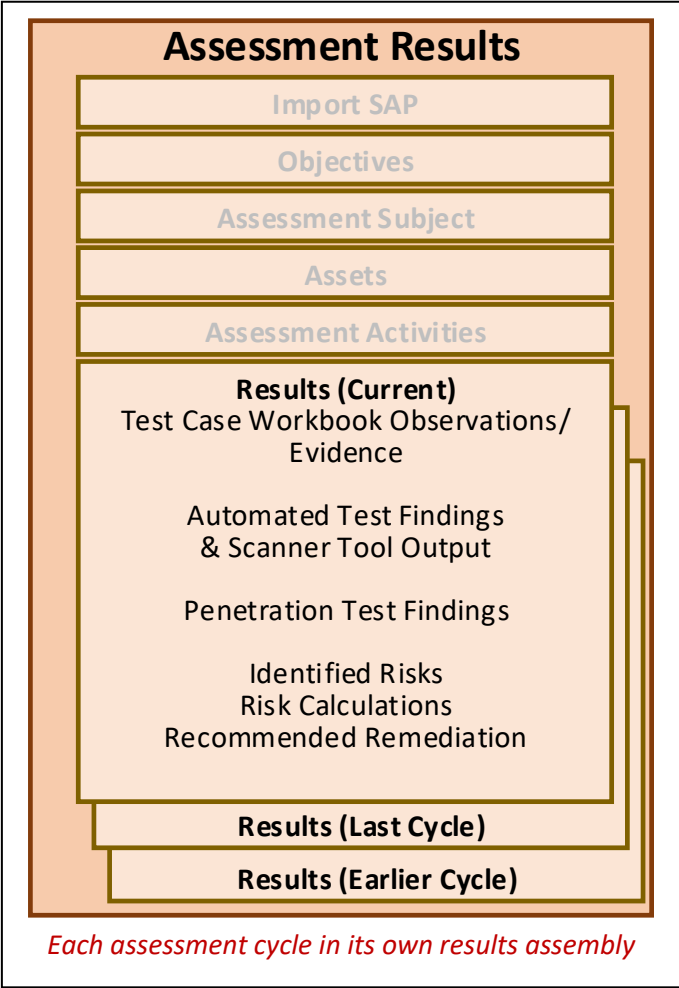 Assessment Results
Import SAP
Objectives
Assessment Subject
Assets
Assessment Activities
Results (Current)
Test Case Workbook Observations/
Evidence
Automated Test Findings
& Scanner Tool Output
Penetration Test Findings
Identified Risks
Risk Calculations
Recommended Remediation
Results (Last Cycle)
Results (Earlier Cycle)
Each assessment cycle in its own results assembly